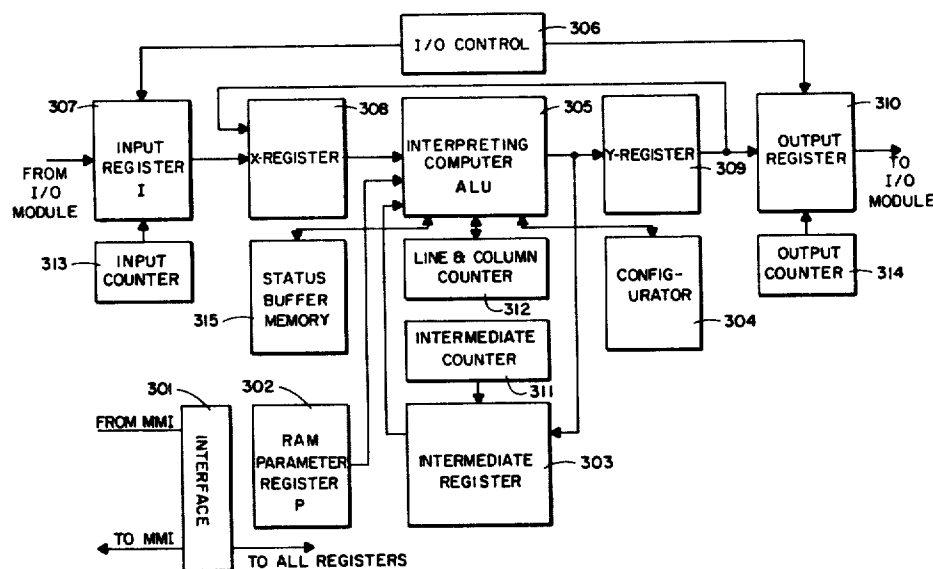 306
I/O CONTROL
307
INPUT
REGISTER
I
308
X-REGISTER
305
INTERPRETING
COMPUTER
ALU
Y-REGISTER
309
310
OUTPUT
REGISTER
FROM
I/O
MODULE
TO
I/O
MODULE
313
INPUT
COUNTER
STATUS
BUFFER
MEMORY
315
LINE & COLUMN
COUNTER
312
CONFIG-
URATOR
304
OUTPUT
COUNTER
314
INTERMEDIATE
COUNTER
311
301
FROM MMI
INTERFACE
TO MMI
TO ALL REGISTERS
302
RAM
PARAMETER
REGISTER
P
INTERMEDIATE
REGISTER
303